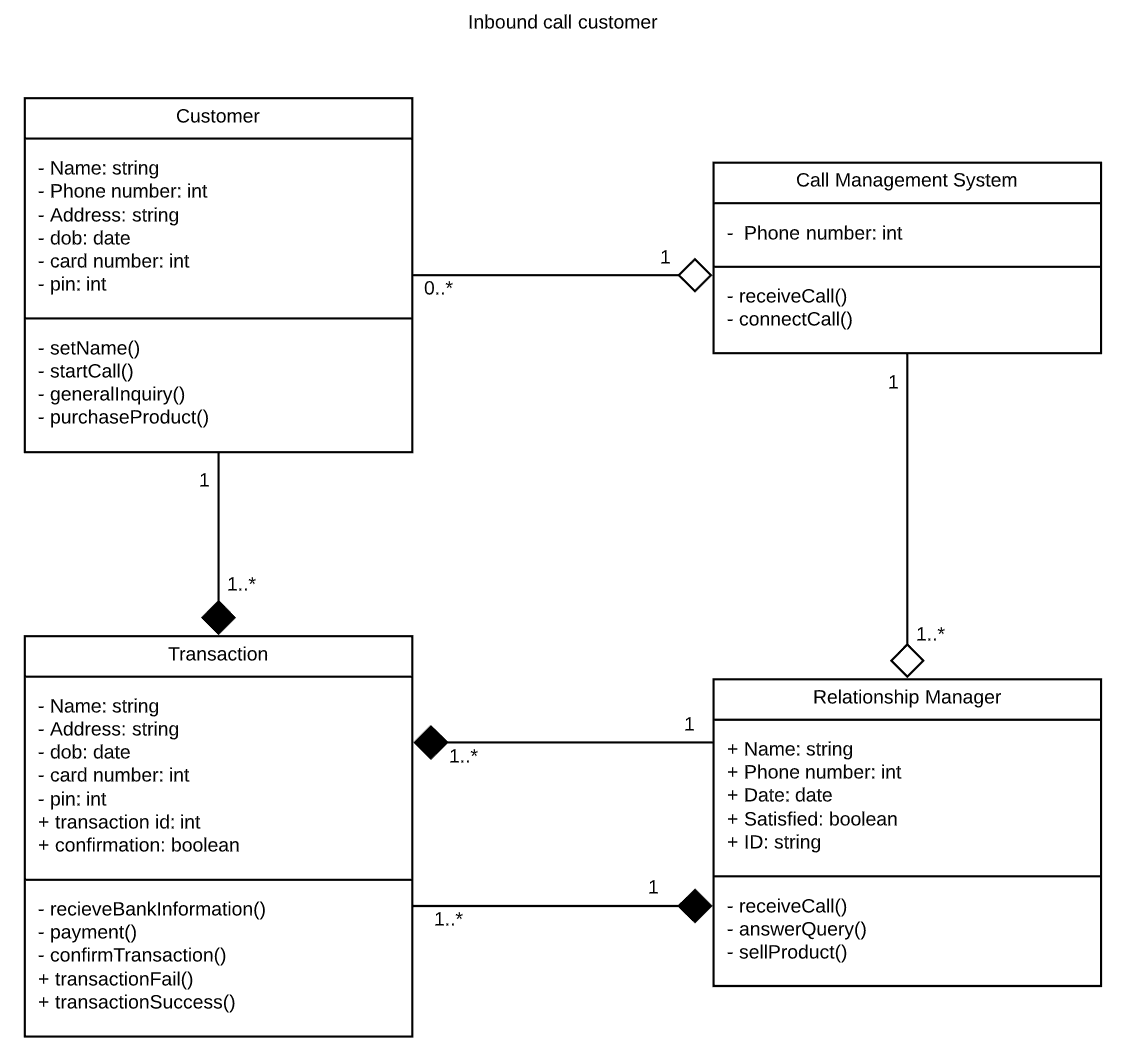 Inbound call customer
Customer
- Name: string
- Phone number: int
- Address: string
- dob: date
- card number: int
- pin: int
- setName()
- startCall()
- generalInquiry()
- purchaseProduct()
Call Management System
-  Phone number: int
- receiveCall()
- connectCall()
1
0..*
1
1..*
1
1..*
Transaction
- Name: string
- Address: string
- dob: date
- card number: int
- pin: int
+ transaction id: int
+ confirmation: boolean
- recieveBankInformation()
- payment()
- confirmTransaction()
+ transactionFail()
+ transactionSuccess()
1
1..*
1
1..*
Relationship Manager
+ Name: string
+ Phone number: int
+ Date: date
+ Satisfied: boolean
+ ID: string
- receiveCall()
- answerQuery()
- sellProduct()